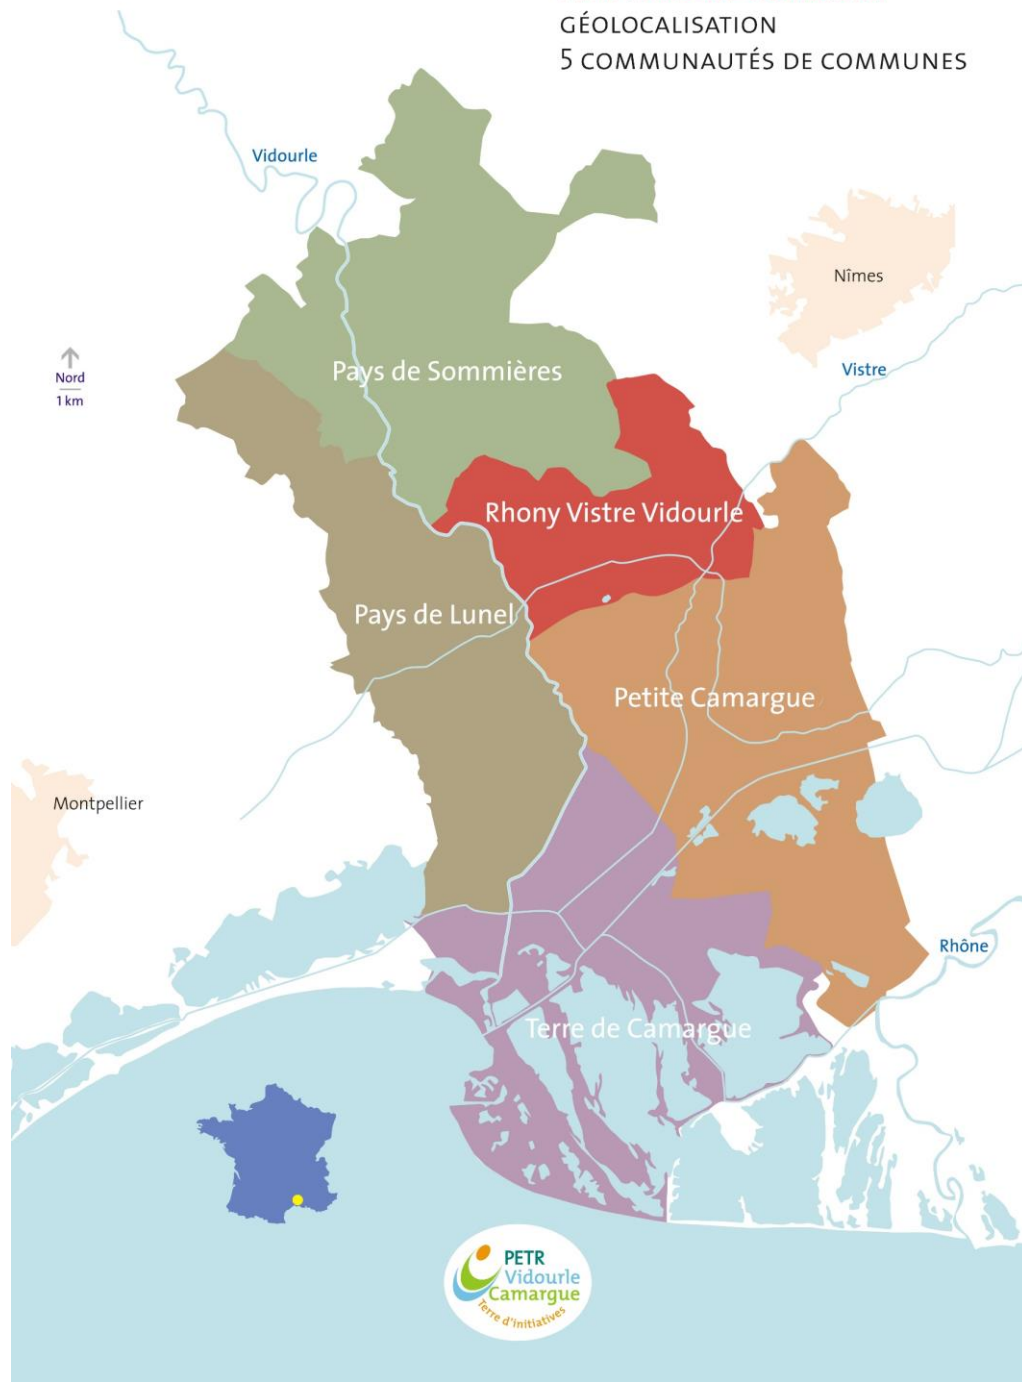 GÉOLOCALISATION
5 COMMUNAUTÉS DE COMMUNES
Vidourle
Nîmes
Nord
1 km
Pays de Sommières
Vistre
Rhony Vistre Vidourle
Pays de Lunel
Petite Camargue
Montpellier
Rhône
Terre de Camargue
PETR
Vidourle
Camargue
Terre d'initiatives